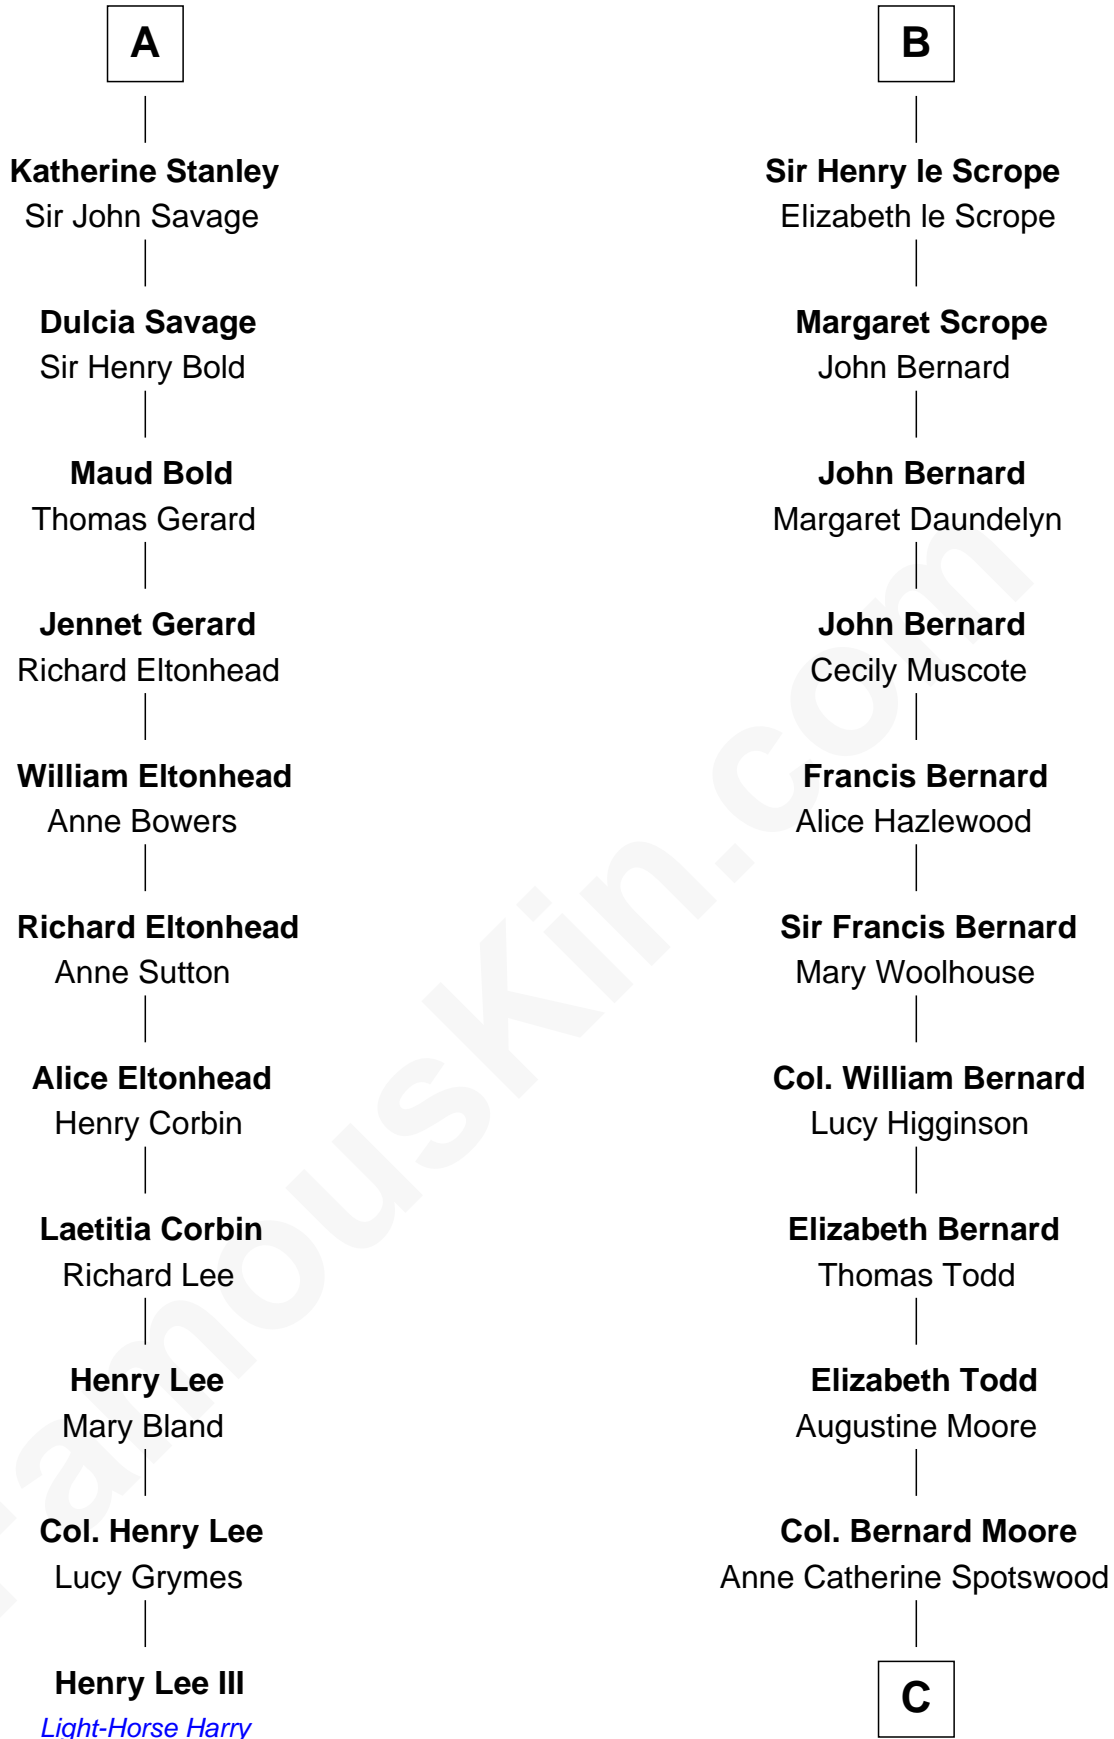 A
Katherine Stanley
Sir John Savage
Dulcia Savage
Sir Henry Bold
Maud Bold
Thomas Gerard
Jennet Gerard
Richard Eltonhead
William Eltonhead
Anne Bowers
Richard Eltonhead
Anne Sutton
Alice Eltonhead
Henry Corbin
Laetitia Corbin
Richard Lee
Henry Lee
Mary Bland
Col. Henry Lee
Lucy Grymes
Henry Lee III
Light-Horse Harry
B
Sir Henry le Scrope
Elizabeth le Scrope
Margaret Scrope
John Bernard
John Bernard
Margaret Daundelyn
John Bernard
Cecily Muscote
Francis Bernard
Alice Hazlewood
Sir Francis Bernard
Mary Woolhouse
Col. William Bernard
Lucy Higginson
Elizabeth Bernard
Thomas Todd
Elizabeth Todd
Augustine Moore
Col. Bernard Moore
Anne Catherine Spotswood
C
FamousKin.com